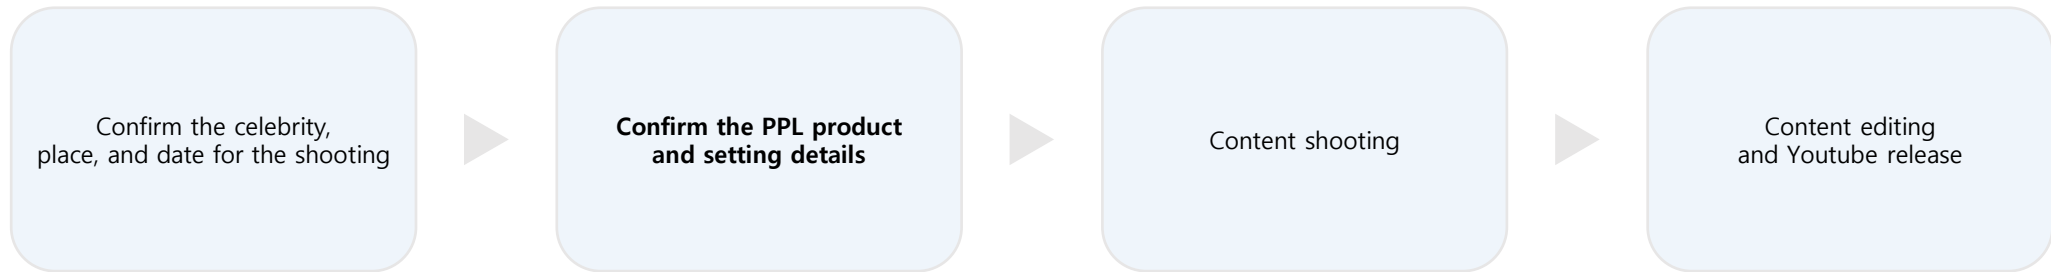 Confirm the celebrity,
place, and date for the shooting
Confirm the PPL product
and setting details
Content shooting
Content editing
and Youtube release